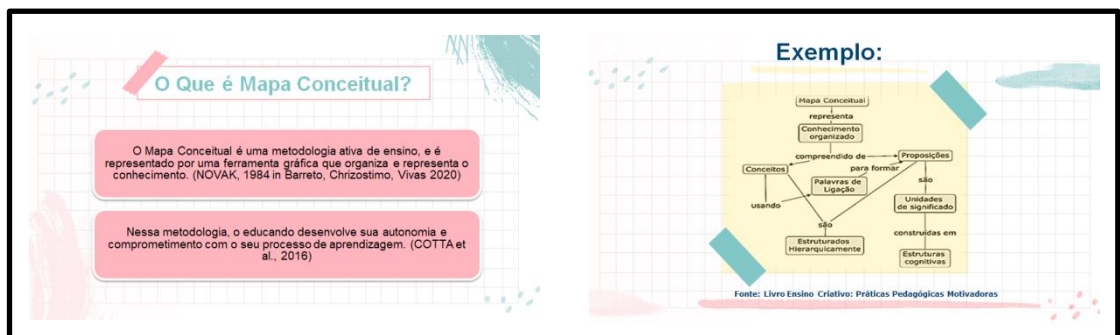 O Que é Mapa Conceitual?
O Mapa Conceitual é uma metodologia ativa de ensino, e é
representado por uma ferramenta gráfica que organiza e representa o
conhecimento. (NOVAK, 1984 in Barreto, Chrizostimo, Vivas 2020)
Nessa metodologia, o educando desenvolve sua autonomia e
comprometimento com o seu processo de aprendizagem. (COTTA et
al., 2016)
Exemplo:
Mapa Conceitual
representa
Conhecimento
organizado
compreendido de
Proposições
Conceitos
para formar
Palavras de
Ligação
são
usando
Unidades
de significado
são
construídas em
Estruturados
Hierarquicamente
Estruturas
cognitivas
Fonte: Livro Ensino Criativo: Práticas Pedagógicas Motivadoras